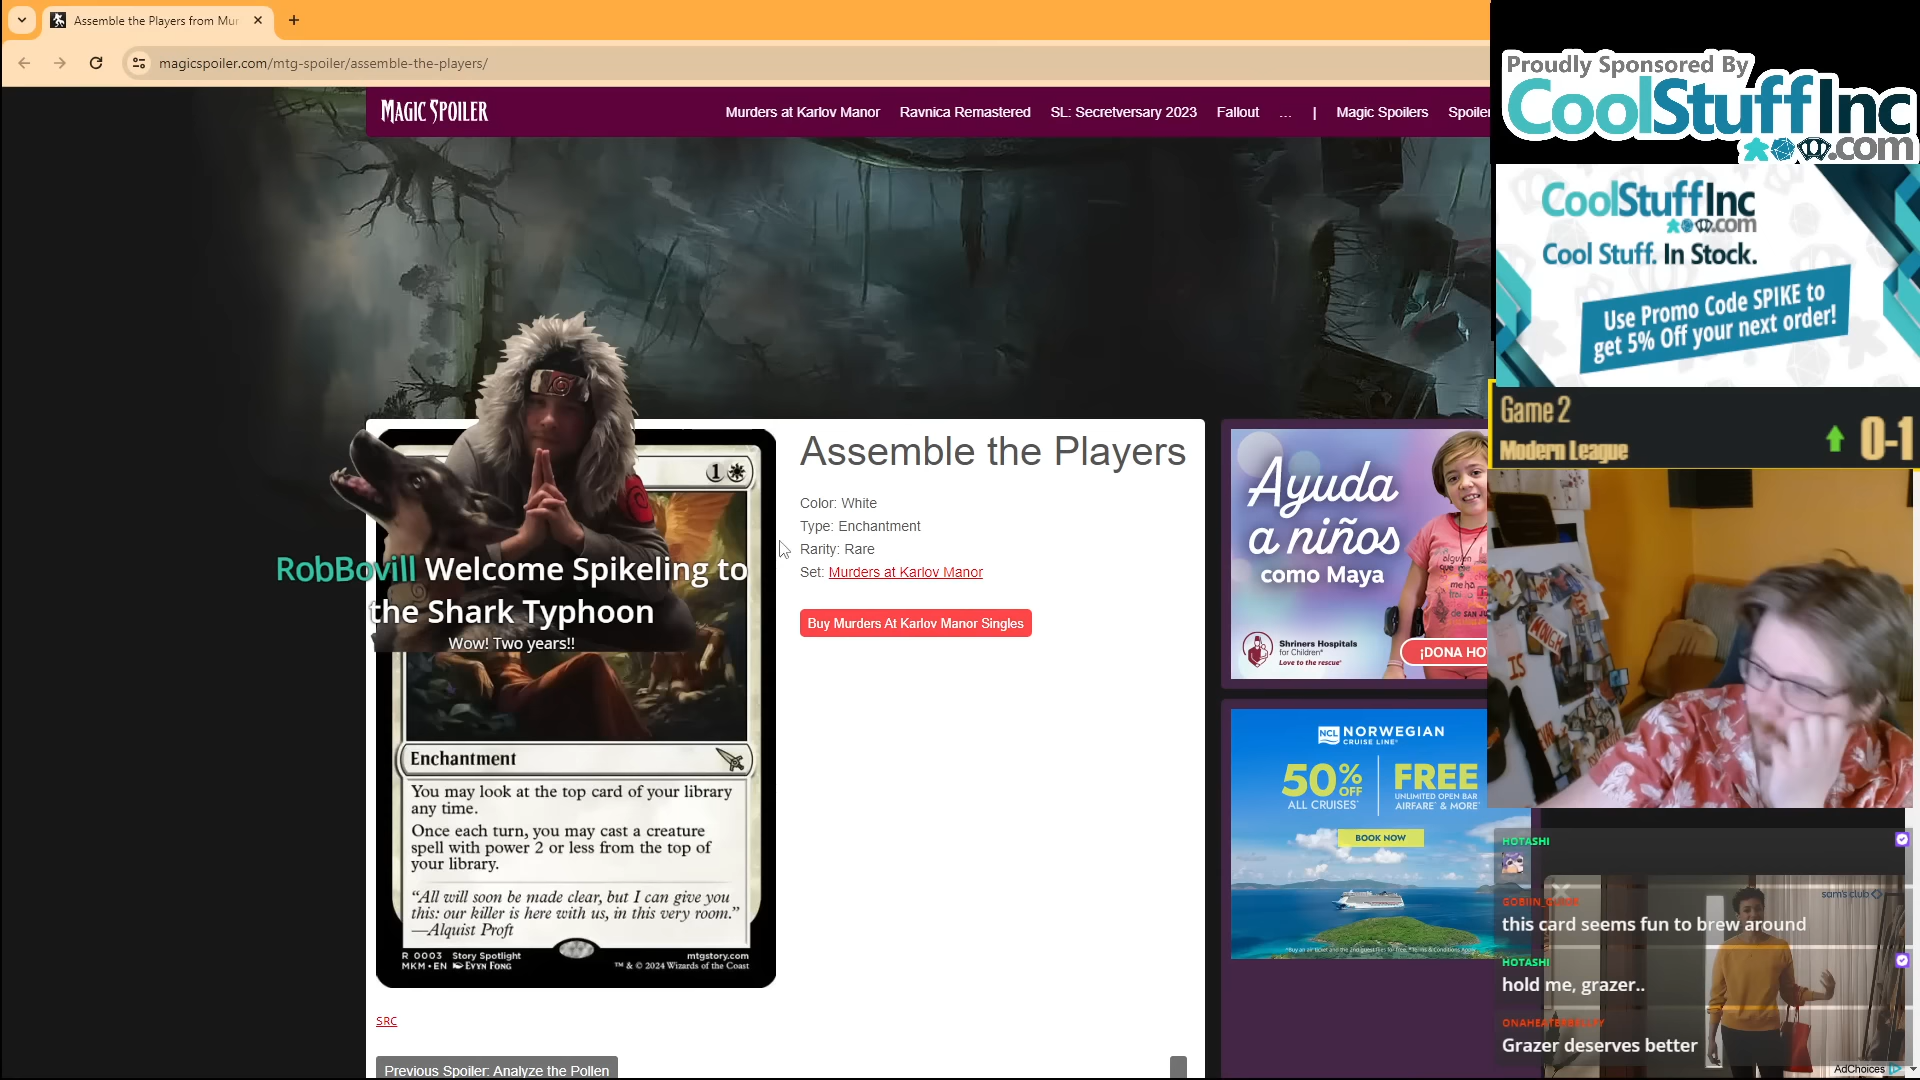 Assemble the Players from Mur
magicspoiler.com/mtg-spoiler/assemble-the-players/
MAGIC SPOILER
Murders at Karlov Manor Ravnica Remastered SL: Secretversary 2023 Fallout ... | Magic Spoilers Spoiler
Proudly Sponsored By
CoolStuffInc
.com
CoolStuffInc
.com
Cool Stuff. In Stock.
Use Promo Code SPIKE to
get 5% Off your next order!
Game 2
Modern League
0-1
1
RobBovill Welcome Spikeling to
the Shark Typhoon
Wow! Two years!!
Enchantment
You may look at the top card of your library
any time.
Once each turn, you may cast a creature
spell with power 2 or less from the top of
your library.
“All will soon be made clear, but I can give you
this: our killer is here with us, in this very room.”
—Alquist Proft
R 0003 Story Spotlight
MKM • EN Evyn Fong
mtgstory.com
™ & © 2024 Wizards of the Coast
Assemble the Players
Color: White
Type: Enchantment
Rarity: Rare
Set: Murders at Karlov Manor
Buy Murders At Karlov Manor Singles
SRC
Previous Spoiler: Analyze the Pollen
Ayuda
a niños
como Maya
Shriners Hospitals
for Children®
Love to the rescue®
¡DONA HO
NCL NORWEGIAN
CRUISE LINE®
50% OFF
ALL CRUISES*
FREE
UNLIMITED OPEN BAR
AIRFARE* & MORE*
BOOK NOW
HOTASHI
this card seems fun to brew around
HOTASHI
hold me, grazer..
Grazer deserves better
sam's club
AdChoices